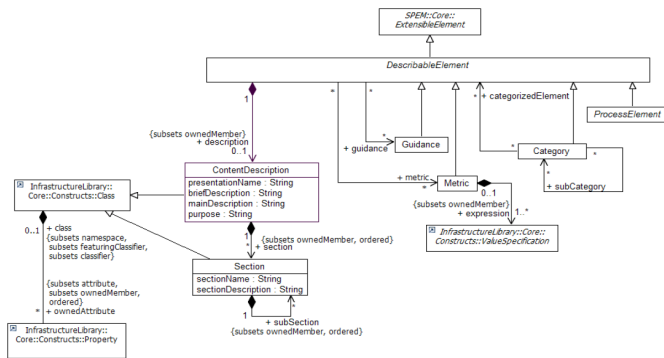 SPEM::Core::
ExtensibleElement
DescribableElement
1
*
*
*
+ categorizedElement
ProcessElement
{subsets ownedMember}
+ description
0..1
*
+ guidance
Guidance
*
Category
*
*
+ subCategory
ContentDescription
presentationName : String
briefDescription : String
mainDescription : String
purpose : String
+ metric
*
Metric
0..1
{subsets ownedMember}
+ expression
1..*
InfrastructureLibrary::Core::
Constructs::ValueSpecification
InfrastructureLibrary::
Core::Constructs::Class
0..1
+ class
{subsets namespace,
subsets featuringClassifier,
subsets classifier}
1
{subsets ownedMember, ordered}
*
+ section
Section
sectionName : String
sectionDescription : String
1
*
+ subSection
{subsets ownedMember, ordered}
{subsets attribute,
subsets ownedMember,
ordered}
*
+ ownedAttribute
InfrastructureLibrary::
Core::Constructs::Property